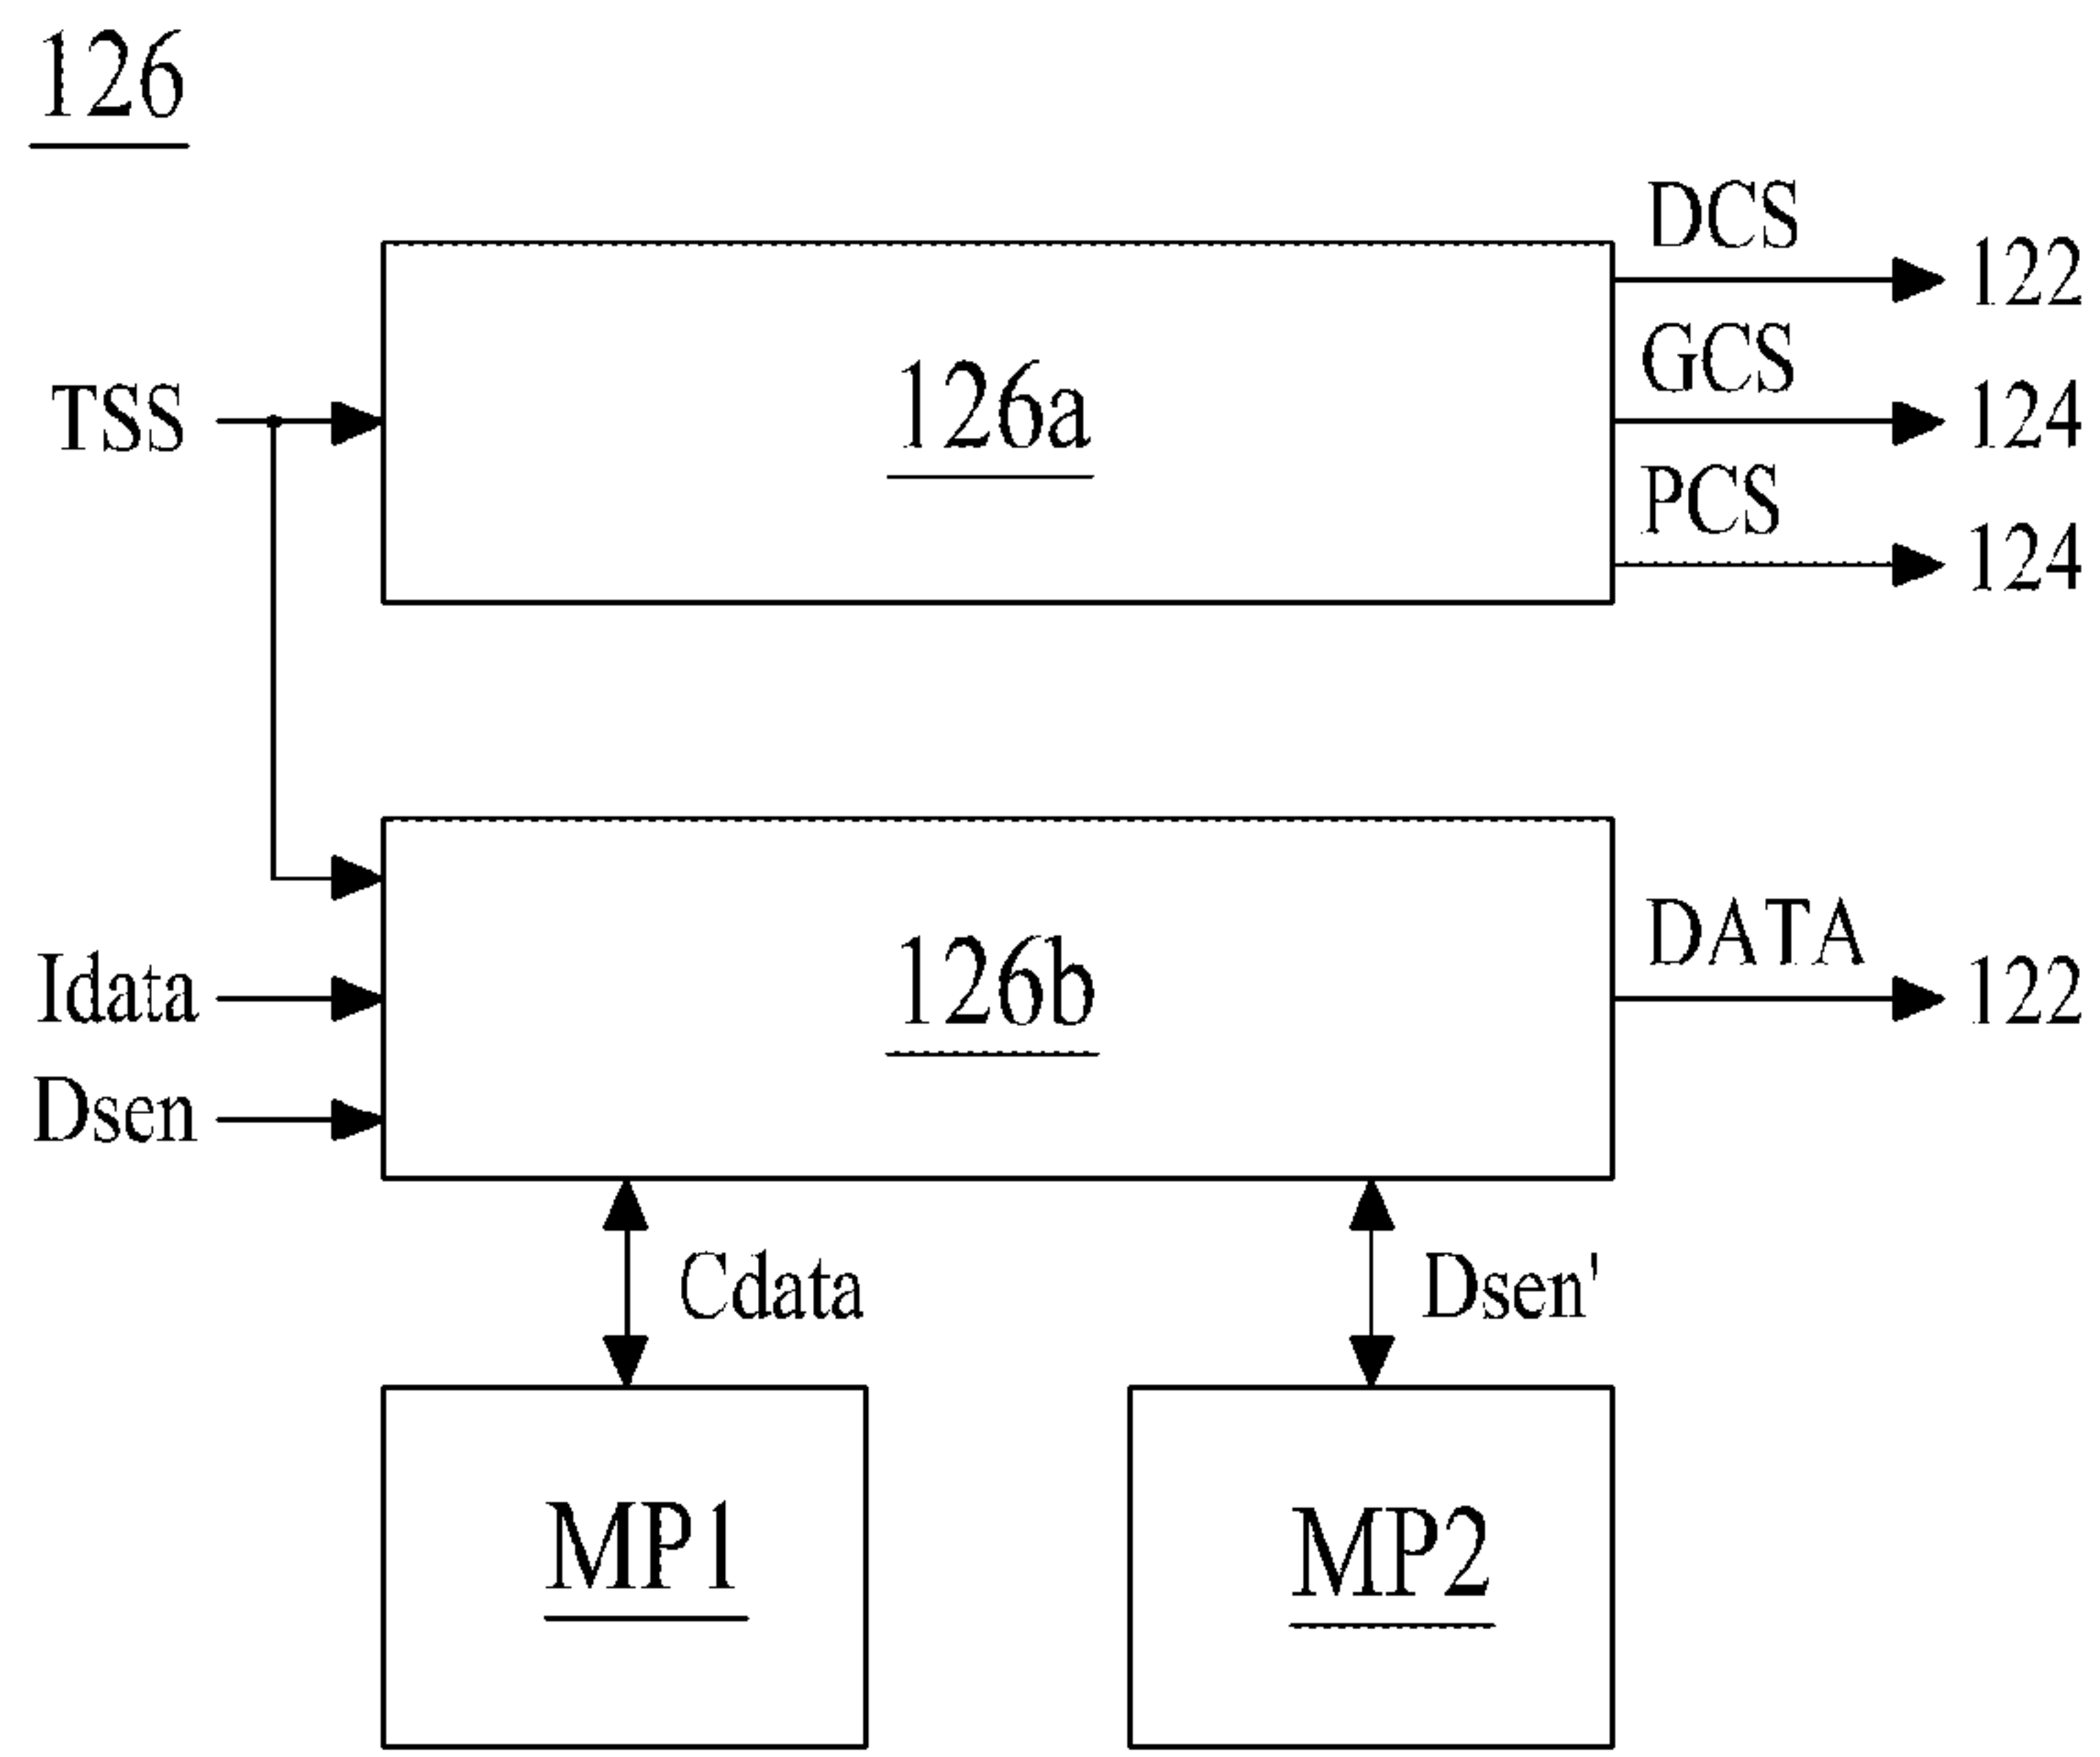 126
DCS
122
GCS
TSS
126a
124
PCS
124
DATA
Idata
126b
122
Dsen
Cdata
Dsen'
MP1
MP2